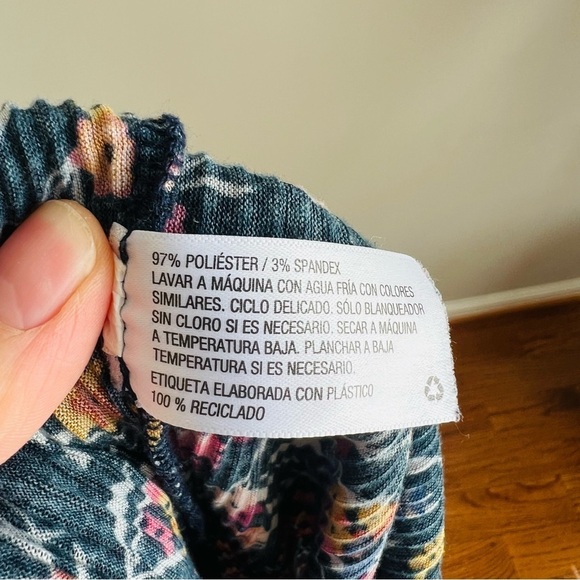 97% POLIÉSTER / 3% SPANDEX
LAVAR A MÁQUINA CON AGUA FRÍA CON COLORES
SIMILARES. CICLO DELICADO. SÓLO BLANQUEADOR
SIN CLORO SI ES NECESARIO. SECAR A MÁQUINA
A TEMPERATURA BAJA. PLANCHAR A BAJA
TEMPERATURA SI ES NECESARIO.
ETIQUETA ELABORADA CON PLÁSTICO
100 % RECICLADO